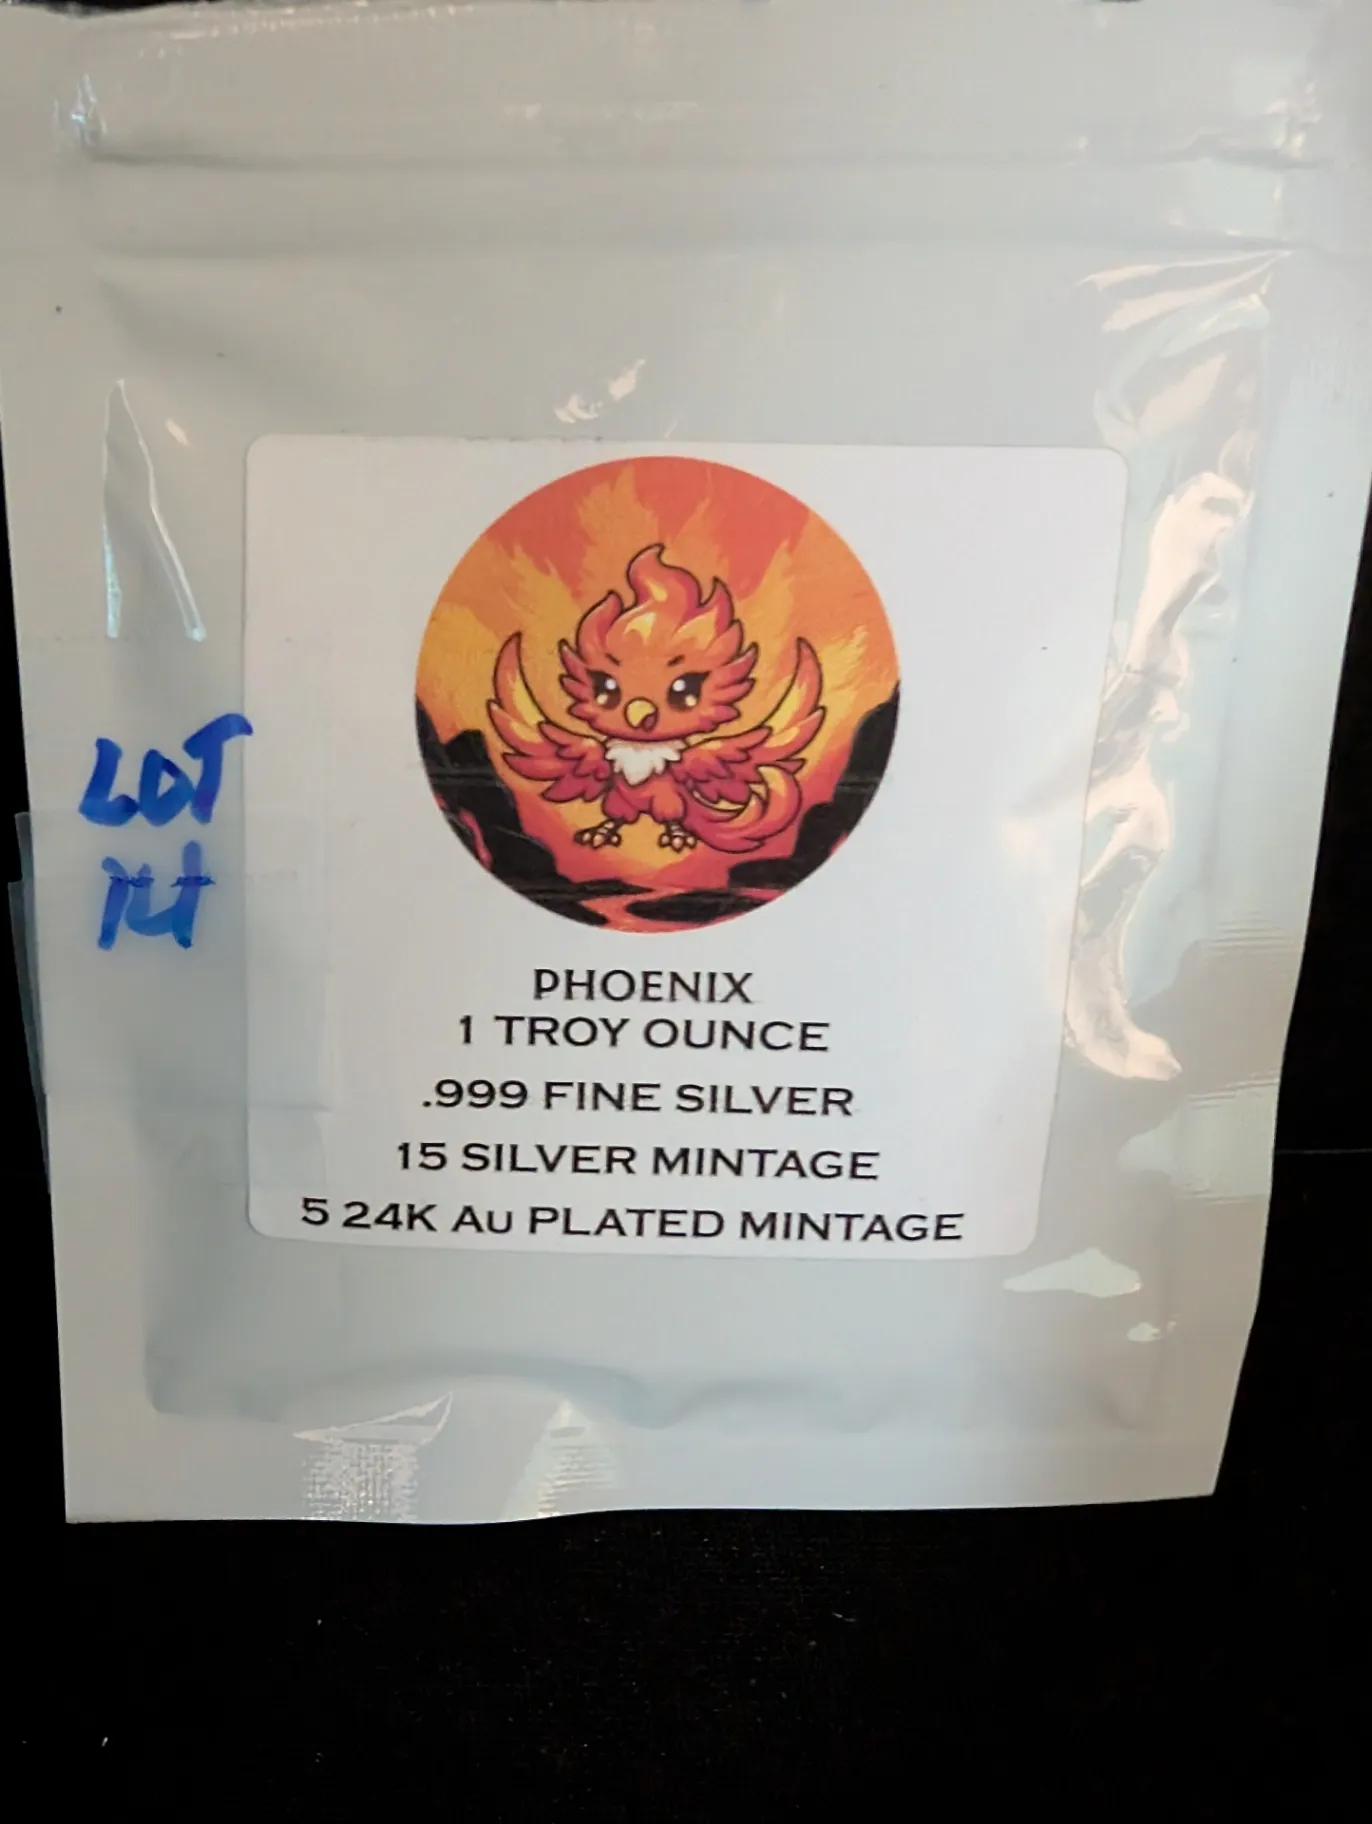 LOT
14
PHOENIX
1 TROY OUNCE
.999 FINE SILVER
15 SILVER MINTAGE
5 24K AU PLATED MINTAGE